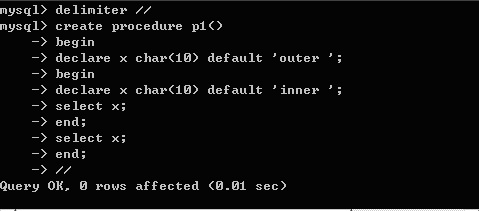 mysql> delimiter //
mysql> create procedure p1()
    -> begin
    -> declare x char(10) default 'outer ';
    -> begin
    -> declare x char(10) default 'inner ';
    -> select x;
    -> end;
    -> select x;
    -> end;
    -> //
Query OK, 0 rows affected (0.01 sec)